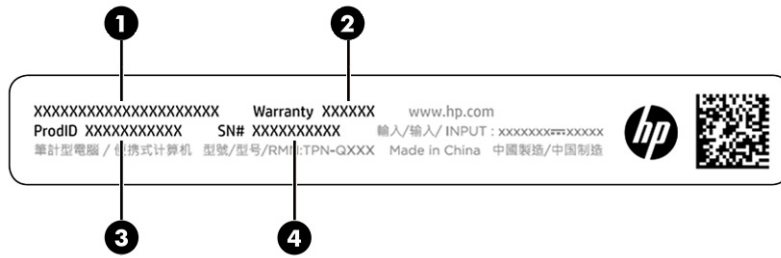 1
2
XXXXXXXXXXXXXXXXXXXXX Warranty XXXXXX www.hp.com
ProdID XXXXXXXXXXX SN# XXXXXXXXXX 輸入/输入/ INPUT : xxxxxxx⎓xxxxx
筆計型電腦 / 便携式计算机 型號/型号/RMN:TPN-QXXX Made in China 中國製造/中国制造
hp
3
4